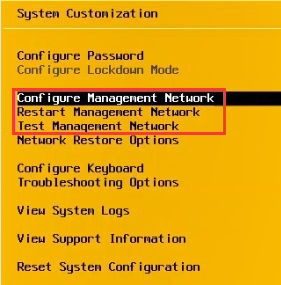 System Customization
Configure Password
Configure Lockdown Mode
Configure Management Network
Restart Management Network
Test Management Network
Network Restore Options
Configure Keyboard
Troubleshooting Options
View System Logs
View Support Information
Reset System Configuration